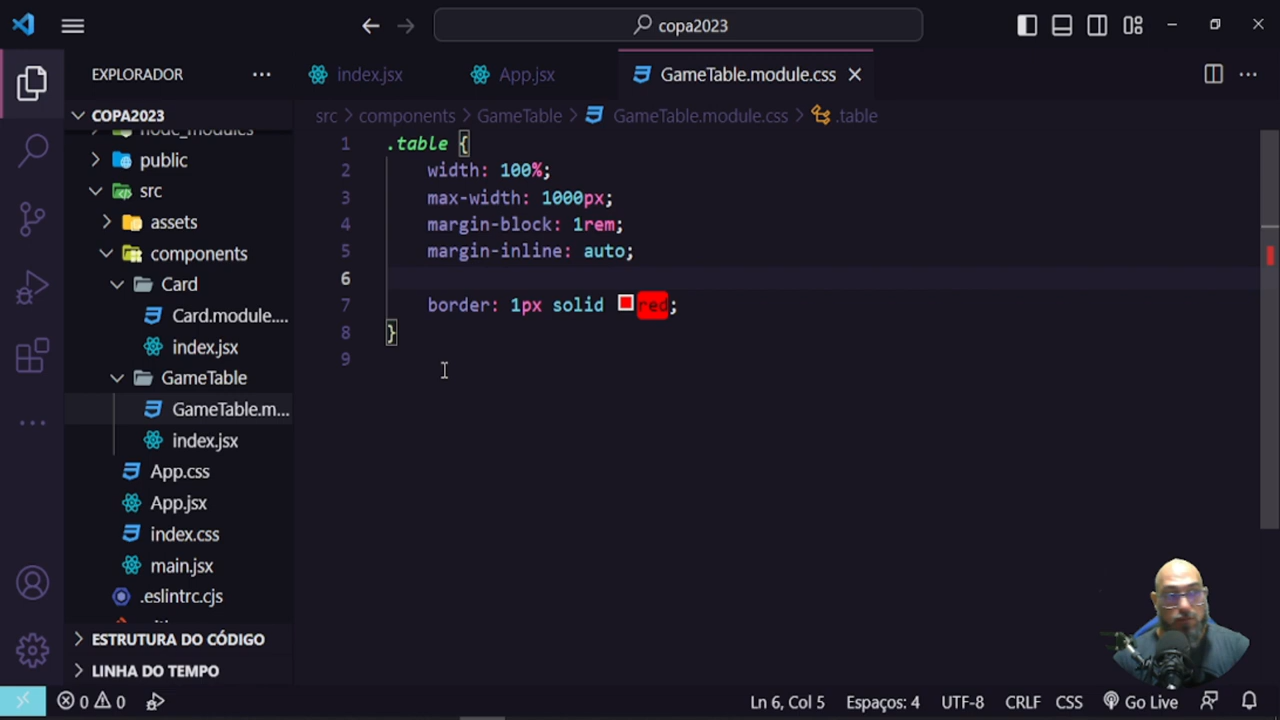 copa2023
EXPLORADOR
index.jsx
App.jsx
GameTable.module.css
COPA2023
node_modules
public
src
assets
components
Card
Card.module....
index.jsx
GameTable
GameTable.m...
index.jsx
App.css
App.jsx
index.css
main.jsx
.eslintrc.cjs
ESTRUTURA DO CÓDIGO
LINHA DO TEMPO
src > components > GameTable > GameTable.module.css > .table
1 .table {
2 width: 100%;
3 max-width: 1000px;
4 margin-block: 1rem;
5 margin-inline: auto;
6
7 border: 1px solid red;
8 }
9
0 0
Ln 6, Col 5
Espaços: 4
UTF-8
CRLF
CSS
Go Live